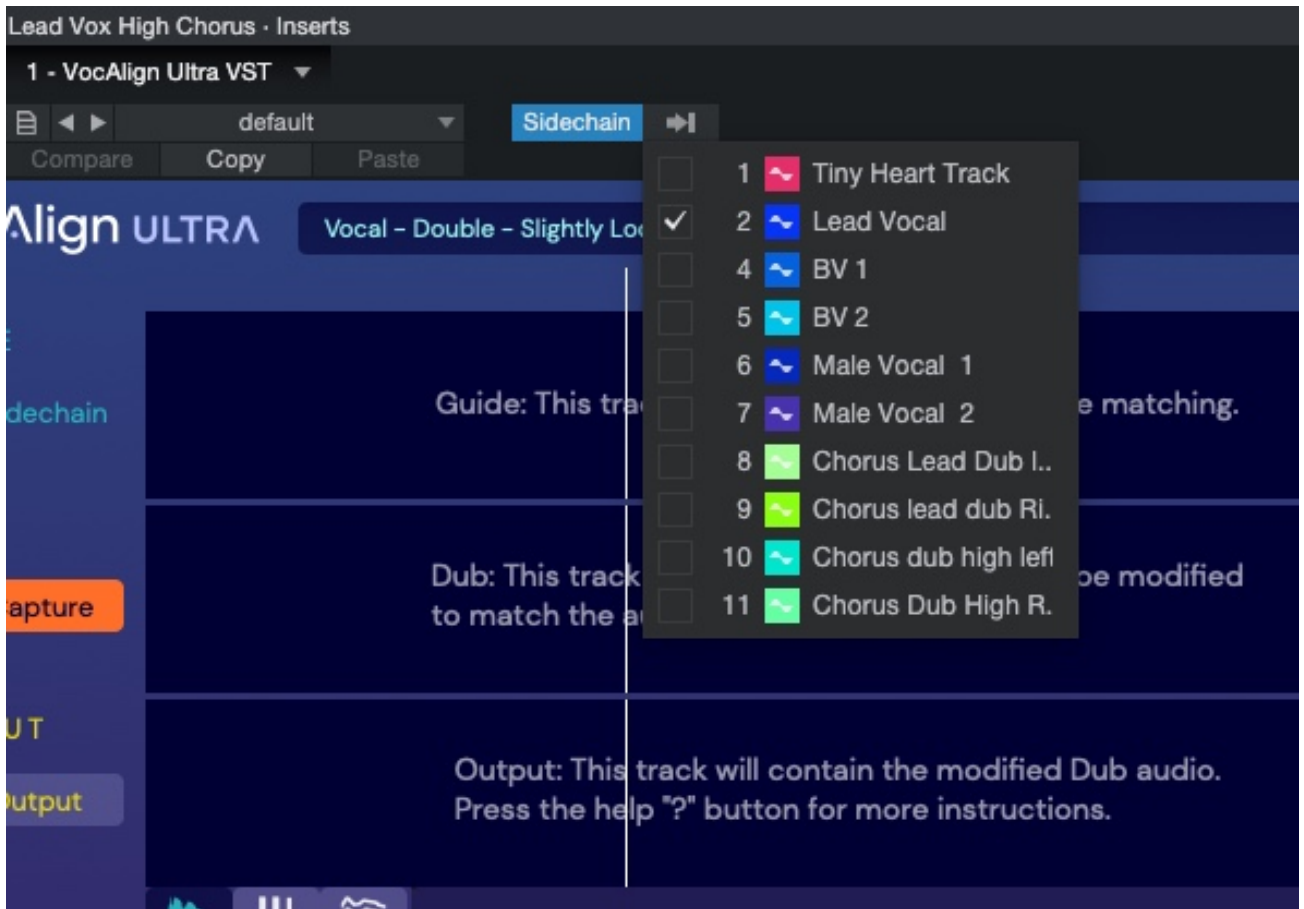 Lead Vox High Chorus · Inserts
1 - VocAlign Ultra VST
default
Sidechain
Compare
Copy
Paste
Align ULTRA
Vocal - Double - Slightly Loo
1 Tiny Heart Track
2 Lead Vocal
4 BV 1
5 BV 2
6 Male Vocal 1
7 Male Vocal 2
8 Chorus Lead Dub l..
9 Chorus lead dub Ri.
10 Chorus dub high left
11 Chorus Dub High R.
E
dechain
Guide: This tra
e matching.
Dub: This track
be modified
to match the a
apture
UT
Output: This track will contain the modified Dub audio.
Output
Press the help "?" button for more instructions.